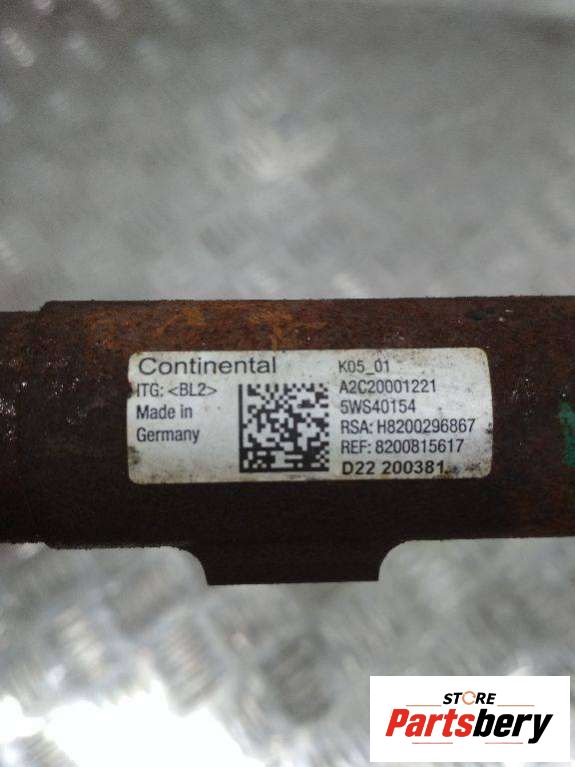 Continental
K05_01
ITG: <BL2>
A2C20001221
Made in
5WS40154
Germany
RSA: H8200296867
REF: 8200815617
D22 200381
STORE
Partsbery